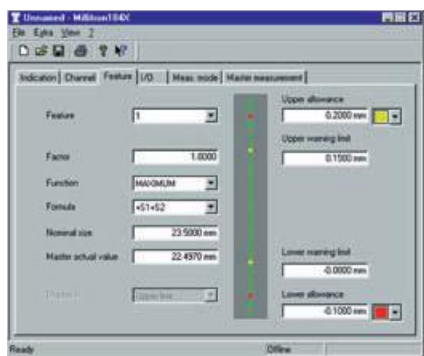 Unnamed - Millitron1840
File Extra View ?
Indication Channel Feature I/O Meas. mode Master measurement
Feature 1
Factor 1.0000
Function MAXIMUM
Formula +S1+S2
Nominal size 23.5000 mm
Master actual value 22.4970 mm
Upper allowance
0.2000 mm
Upper warning limit
0.1500 mm
Lower warning limit
-0.0000 mm
Lower allowance
-0.1000 mm
Ready Offline